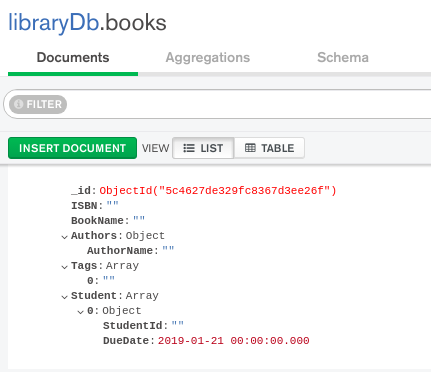 libraryDb.books
Documents Aggregations Schema
FILTER
INSERT DOCUMENT VIEW LIST TABLE
_id: ObjectId("5c4627de329fc8367d3ee26f")
ISBN: ""
BookName: ""
Authors: Object
AuthorName: ""
Tags: Array
0: ""
Student: Array
0: Object
StudentId: ""
DueDate: 2019-01-21 00:00:00.000